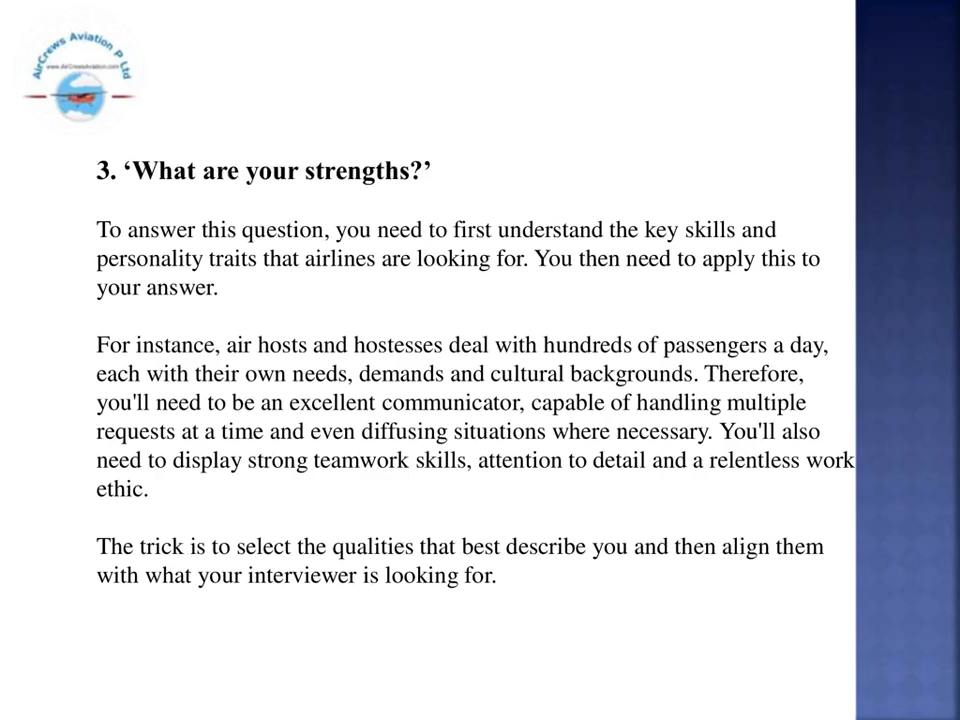 AirCrews Aviation P Ltd
www.AirCrewsAviation.com
3. ‘What are your strengths?’
To answer this question, you need to first understand the key skills and
personality traits that airlines are looking for. You then need to apply this to
your answer.
For instance, air hosts and hostesses deal with hundreds of passengers a day,
each with their own needs, demands and cultural backgrounds. Therefore,
you'll need to be an excellent communicator, capable of handling multiple
requests at a time and even diffusing situations where necessary. You'll also
need to display strong teamwork skills, attention to detail and a relentless work
ethic.
The trick is to select the qualities that best describe you and then align them
with what your interviewer is looking for.